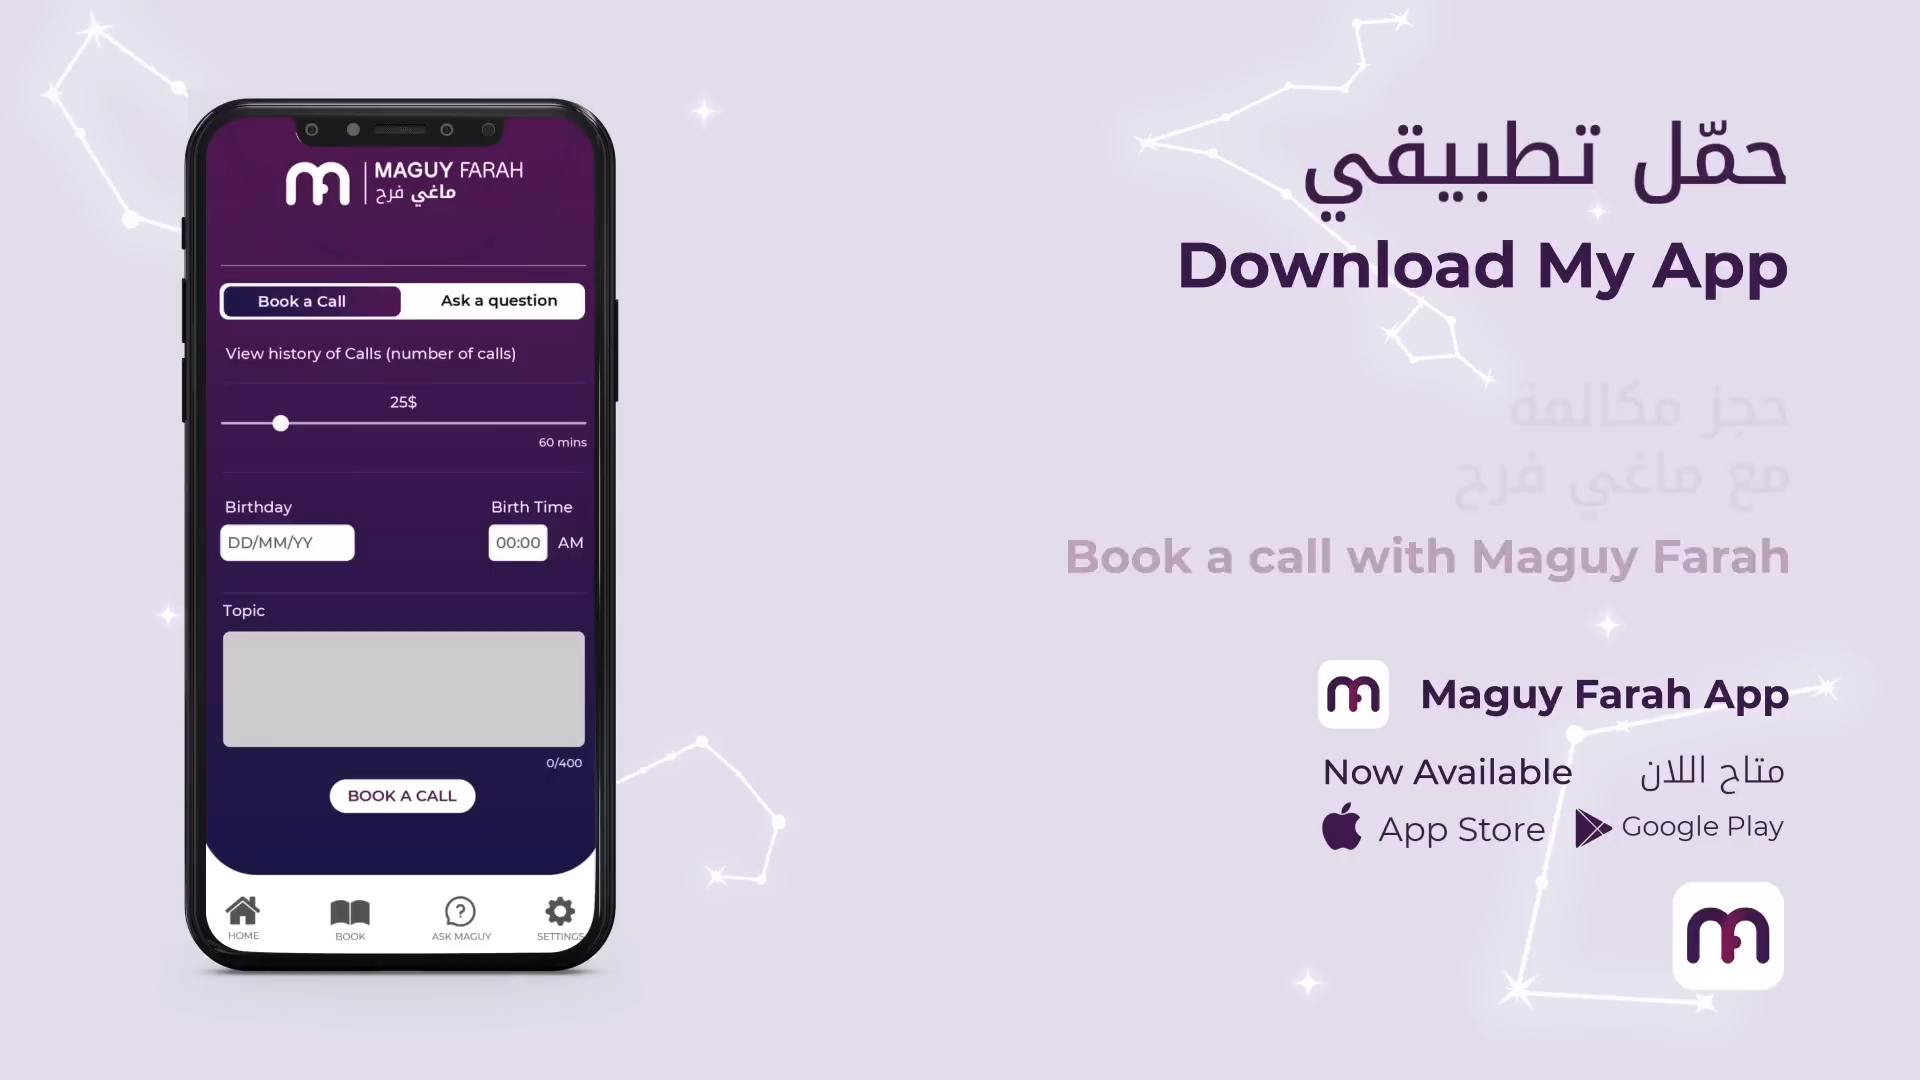 MAGUY FARAH
ماغي فرح
Book a Call
Ask a question
View history of Calls (number of calls)
25$
60 mins
Birthday
Birth Time
DD/MM/YY
00:00 AM
Topic
0/400
BOOK A CALL
HOME
BOOK
ASK MAGUY
SETTINGS
حمّل تطبيقي
Download My App
حجز مكالمة
مع ماغي فرح
Book a call with Maguy Farah
Maguy Farah App
Now Available
متاح اللان
App Store
Google Play